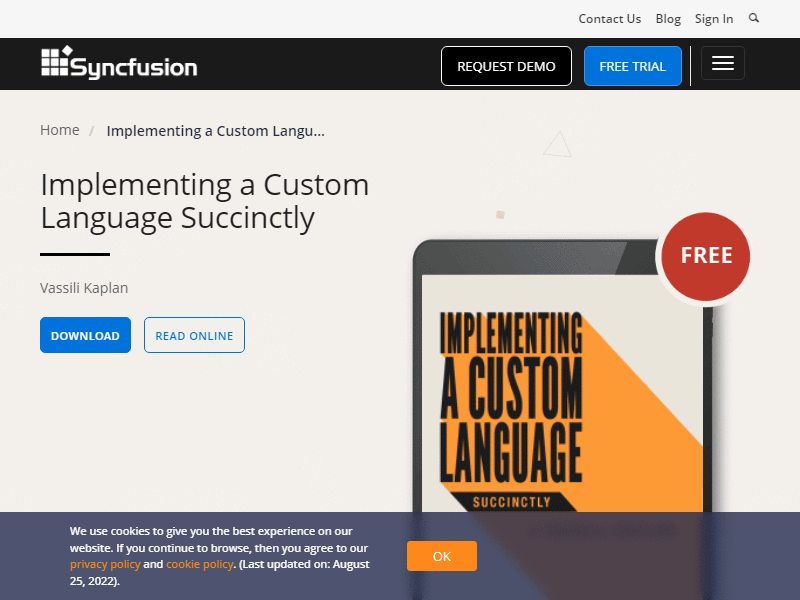 Contact Us Blog Sign In
Syncfusion
REQUEST DEMO
FREE TRIAL
Home / Implementing a Custom Langu...
Implementing a Custom
Language Succinctly
Vassili Kaplan
DOWNLOAD
READ ONLINE
FREE
IMPLEMENTING
A CUSTOM
LANGUAGE
SUCCINCTLY
We use cookies to give you the best experience on our
website. If you continue to browse, then you agree to our
privacy policy and cookie policy. (Last updated on: August
25, 2022).
OK